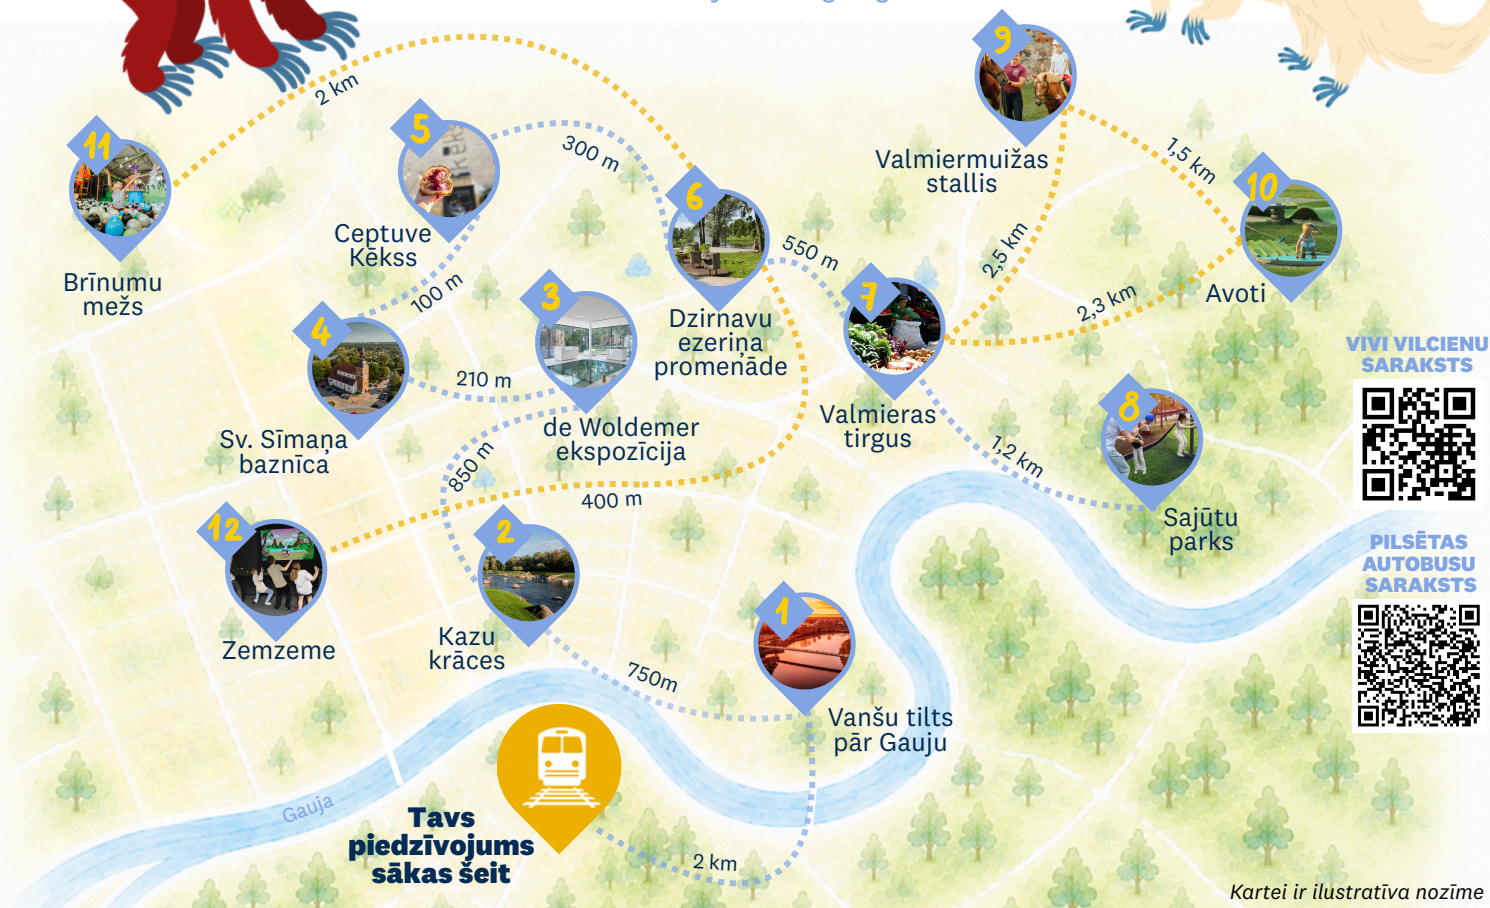 2 km
11
Brīnumu
mežs
5
Ceptuve
Kēkss
300 m
100 m
9
Valmiermuižas
stallis
1,5 km
10
Avoti
2,5 km
2,3 km
6
Dzirnavu
ezeriņa
promenāde
550 m
7
Valmieras
tirgus
3
de Woldemer
ekspozīcija
4
Sv. Sīmaņa
baznīca
210 m
850 m
400 m
1,2 km
8
Sajūtu
parks
VIVI VILCIENU
SARAKSTS
PILSĒTAS
AUTOBUSU
SARAKSTS
12
Zemzeme
2
Kazu
krāces
750m
1
Vanšu tilts
pār Gauju
Gauja
Tavs
piedzīvojums
sākas šeit
2 km
Kartei ir ilustratīva nozīme